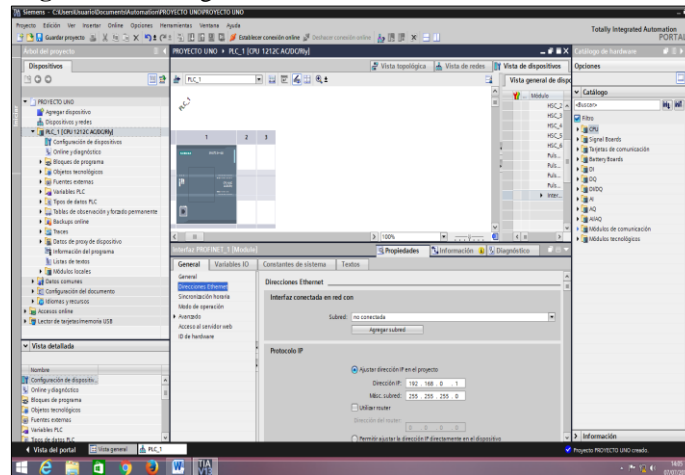 Siemens - C:\Users\Usuario\Documents\Automation\PROYECTO UNO\PROYECTO UNO
Proyecto Edición Ver Insertar Online Opciones Herramientas Ventana Ayuda
Guardar proyecto
Establecer conexión online
Deshacer conexión online
Totally Integrated Automation
PORTAL
Árbol del proyecto
Dispositivos
PROYECTO UNO
Agregar dispositivo
Dispositivos y redes
PLC_1 [CPU 1212C AC/DC/Rly]
Configuración de dispositivos
Online y diagnóstico
Bloques de programa
Objetos tecnológicos
Fuentes externas
Variables PLC
Tipos de datos PLC
Tablas de observación y forzado permanente
Backups online
Traces
Datos de proxy de dispositivo
Información del programa
Listas de textos
Módulos locales
Datos comunes
Configuración del documento
Idiomas y recursos
Accesos online
Lector de tarjetas/memoria USB
Vista detallada
Nombre
Configuración de dispositiv...
Online y diagnóstico
Bloques de programa
Objetos tecnológicos
Fuentes externas
Variables PLC
Tipos de datos PLC
PROYECTO UNO ▸ PLC_1 [CPU 1212C AC/DC/Rly]
Vista topológica
Vista de redes
Vista de dispositivos
PLC_1
Vista general de dispo
PLC_1
1 2 3
100%
Módulo
HSC_2
HSC_3
HSC_4
HSC_5
HSC_6
Puls...
Puls...
Puls...
Puls...
Inter...
Interfaz PROFINET_1 [Module]
Propiedades
Información
Diagnóstico
General
Variables IO
Constantes de sistema
Textos
General
Direcciones Ethernet
Sincronización horaria
Modo de operación
Avanzado
Acceso al servidor web
ID de hardware
Direcciones Ethernet
Interfaz conectada en red con
Subred: no conectada
Agregar subred
Protocolo IP
Ajustar dirección IP en el proyecto
Dirección IP: 192 . 168 . 0 . 1
Másc. subred: 255 . 255 . 255 . 0
Utilizar router
Dirección del router: 0 . 0 . 0 . 0
Permitir ajustar la dirección IP directamente en el dispositivo
Catálogo de hardware
Opciones
Catálogo
<Buscar>
Filtro
CPU
Signal Boards
Tarjetas de comunicación
Battery Boards
DI
DQ
DI/DQ
AI
AQ
AI/AQ
Módulos de comunicación
Módulos tecnológicos
Información
Vista del portal
Vista general
PLC_1
Proyecto PROYECTO UNO creado.
TIA
V13